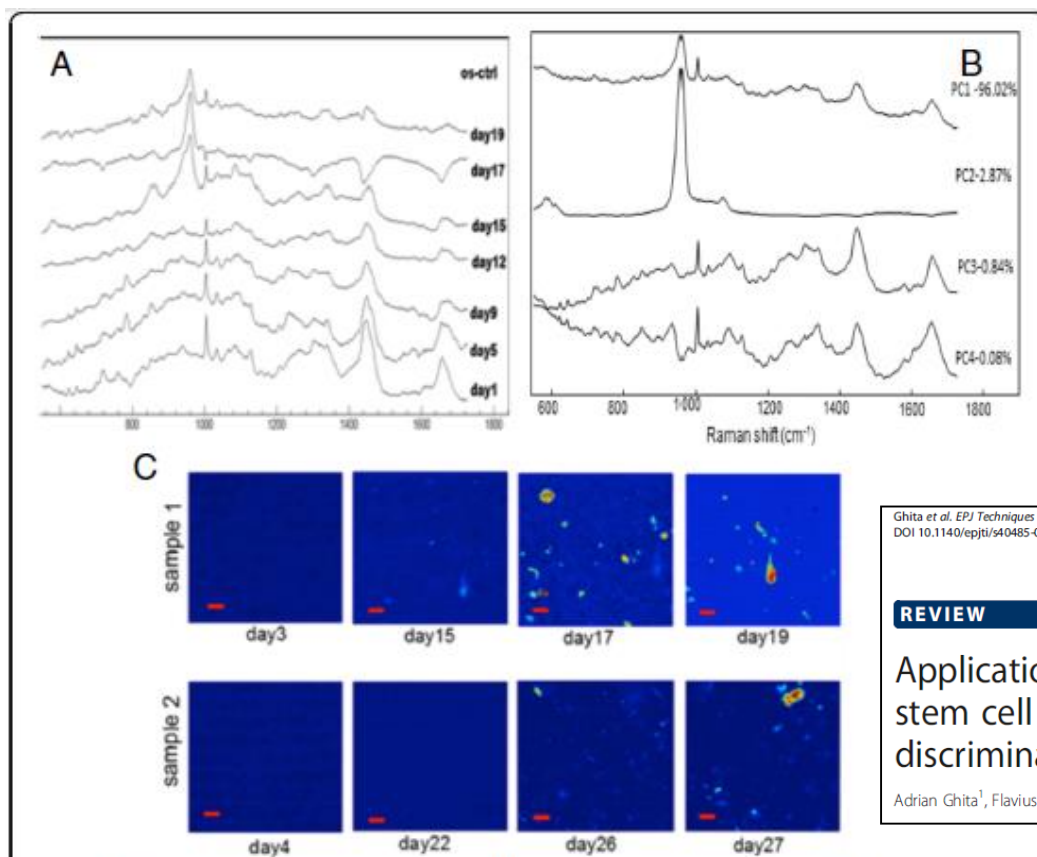 A
os-ctrl
day19
day17
day15
day12
day9
day5
day1
600 800 1000 1200 1400 1600 1800
B
PC1 -96.02%
PC2-2.87%
PC3-0.84%
PC4-0.08%
600 800 1000 1200 1400 1600 1800
Raman shift (cm⁻¹)
C
sample 1
day3 day15 day17 day19
sample 2
day4 day22 day26 day27
Ghita et al. EPJ Techniques
DOI 10.1140/epjti/s40485-0
REVIEW
Applicatio
stem cell
discrimina
Adrian Ghita¹, Flavius